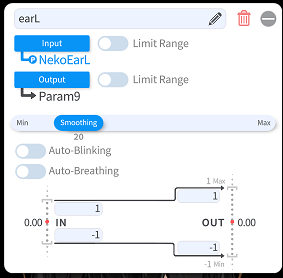 earL
Input
Limit Range
NekoEarL
Output
Limit Range
Param9
Min Smoothing Max
20
Auto-Blinking
Auto-Breathing
1 Max
1 1
0.00 IN OUT 0.00
-1 -1
-1 Min